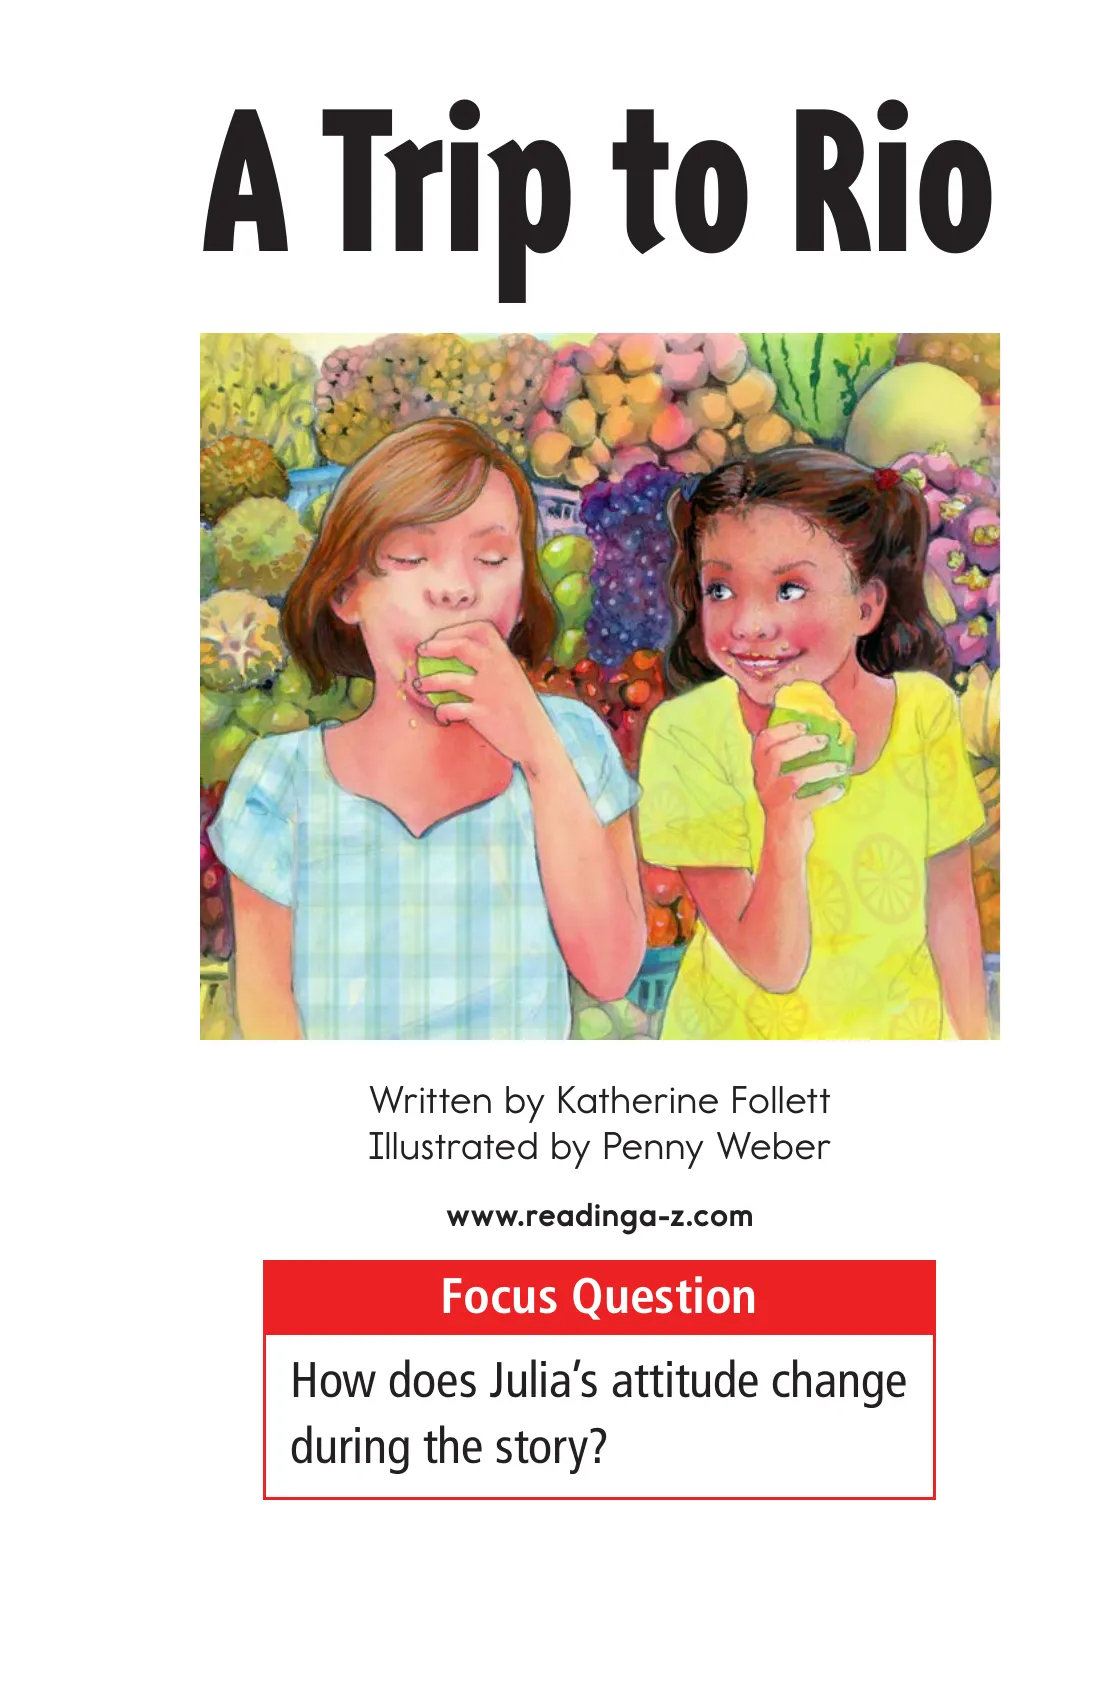 A Trip to Rio
Written by Katherine Follett
Illustrated by Penny Weber
www.readinga-z.com
Focus Question
How does Julia’s attitude change
during the story?